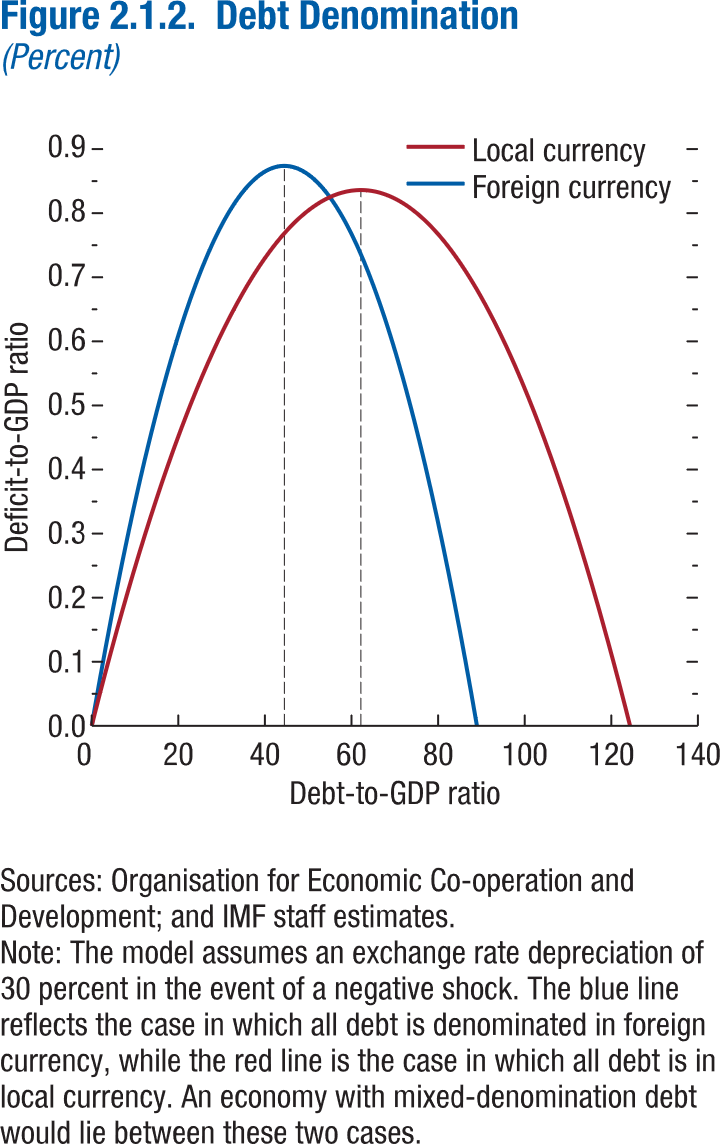 Figure 2.1.2. Debt Denomination
(Percent)
Local currency
Foreign currency
0.9
0.8
0.7
0.6
0.5
0.4
0.3
0.2
0.1
0.0
Deficit-to-GDP ratio
0 20 40 60 80 100 120 140
Debt-to-GDP ratio
Sources: Organisation for Economic Co-operation and
Development; and IMF staff estimates.
Note: The model assumes an exchange rate depreciation of
30 percent in the event of a negative shock. The blue line
reflects the case in which all debt is denominated in foreign
currency, while the red line is the case in which all debt is in
local currency. An economy with mixed-denomination debt
would lie between these two cases.